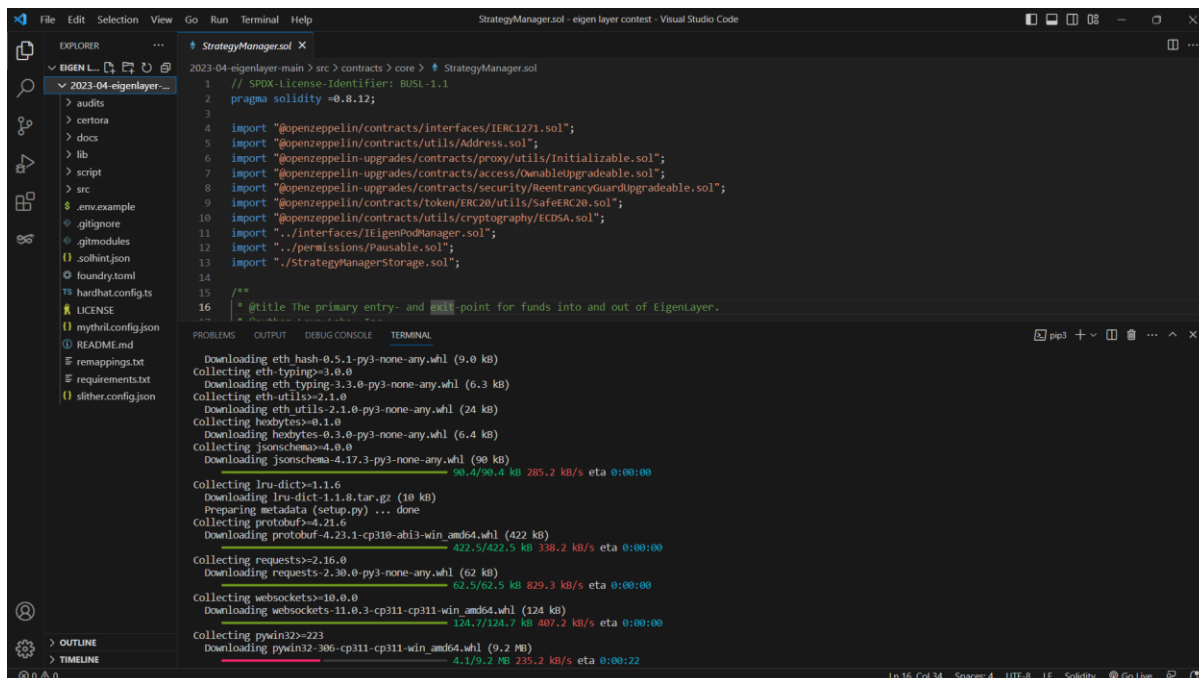 File Edit Selection View Go Run Terminal Help
StrategyManager.sol - eigen layer contest - Visual Studio Code
EXPLORER
EIGEN L...
2023-04-eigenlayer-...
audits
certora
docs
lib
script
src
.env.example
.gitignore
.gitmodules
.solhint.json
foundry.toml
hardhat.config.ts
LICENSE
mythril.config.json
README.md
remappings.txt
requirements.txt
slither.config.json
OUTLINE
TIMELINE
StrategyManager.sol
2023-04-eigenlayer-main > src > contracts > core > StrategyManager.sol
1 // SPDX-License-Identifier: BUSL-1.1
2 pragma solidity =0.8.12;
3
4 import "@openzeppelin/contracts/interfaces/IERC1271.sol";
5 import "@openzeppelin/contracts/utils/Address.sol";
6 import "@openzeppelin-upgrades/contracts/proxy/utils/Initializable.sol";
7 import "@openzeppelin-upgrades/contracts/access/OwnableUpgradeable.sol";
8 import "@openzeppelin-upgrades/contracts/security/ReentrancyGuardUpgradeable.sol";
9 import "@openzeppelin/contracts/token/ERC20/utils/SafeERC20.sol";
10 import "@openzeppelin/contracts/utils/cryptography/ECDSA.sol";
11 import "../interfaces/IEigenPodManager.sol";
12 import "../permissions/Pausable.sol";
13 import "./StrategyManagerStorage.sol";
14
15 /**
16 * @title The primary entry- and exit-point for funds into and out of EigenLayer.
PROBLEMS OUTPUT DEBUG CONSOLE TERMINAL
pip3
Downloading eth_hash-0.5.1-py3-none-any.whl (9.0 kB)
Collecting eth-typing>=3.0.0
Downloading eth_typing-3.3.0-py3-none-any.whl (6.3 kB)
Collecting eth-utils>=2.1.0
Downloading eth_utils-2.1.0-py3-none-any.whl (24 kB)
Collecting hexbytes>=0.1.0
Downloading hexbytes-0.3.0-py3-none-any.whl (6.4 kB)
Collecting jsonschema>=4.0.0
Downloading jsonschema-4.17.3-py3-none-any.whl (90 kB)
90.4/90.4 kB 285.2 kB/s eta 0:00:00
Collecting lru-dict>=1.1.6
Downloading lru-dict-1.1.8.tar.gz (10 kB)
Preparing metadata (setup.py) ... done
Collecting protobuf>=4.21.6
Downloading protobuf-4.23.1-cp310-abi3-win_amd64.whl (422 kB)
422.5/422.5 kB 338.2 kB/s eta 0:00:00
Collecting requests>=2.16.0
Downloading requests-2.30.0-py3-none-any.whl (62 kB)
62.5/62.5 kB 829.3 kB/s eta 0:00:00
Collecting websockets>=10.0.0
Downloading websockets-11.0.3-cp311-cp311-win_amd64.whl (124 kB)
124.7/124.7 kB 407.2 kB/s eta 0:00:00
Collecting pywin32>=223
Downloading pywin32-306-cp311-cp311-win_amd64.whl (9.2 MB)
4.1/9.2 MB 235.2 kB/s eta 0:00:22
0 0 Ln 16, Col 34 Spaces: 4 UTF-8 LF Solidity Go Live